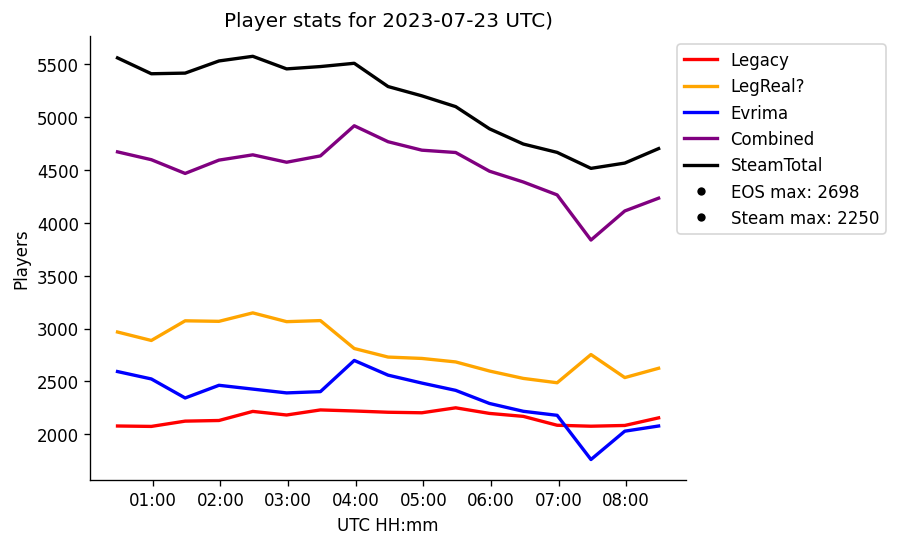 Player stats for 2023-07-23 UTC)
Legacy
LegReal?
Evrima
Combined
SteamTotal
EOS max: 2698
Steam max: 2250
5500
5000
4500
4000
3500
3000
2500
2000
Players
01:00 02:00 03:00 04:00 05:00 06:00 07:00 08:00
UTC HH:mm